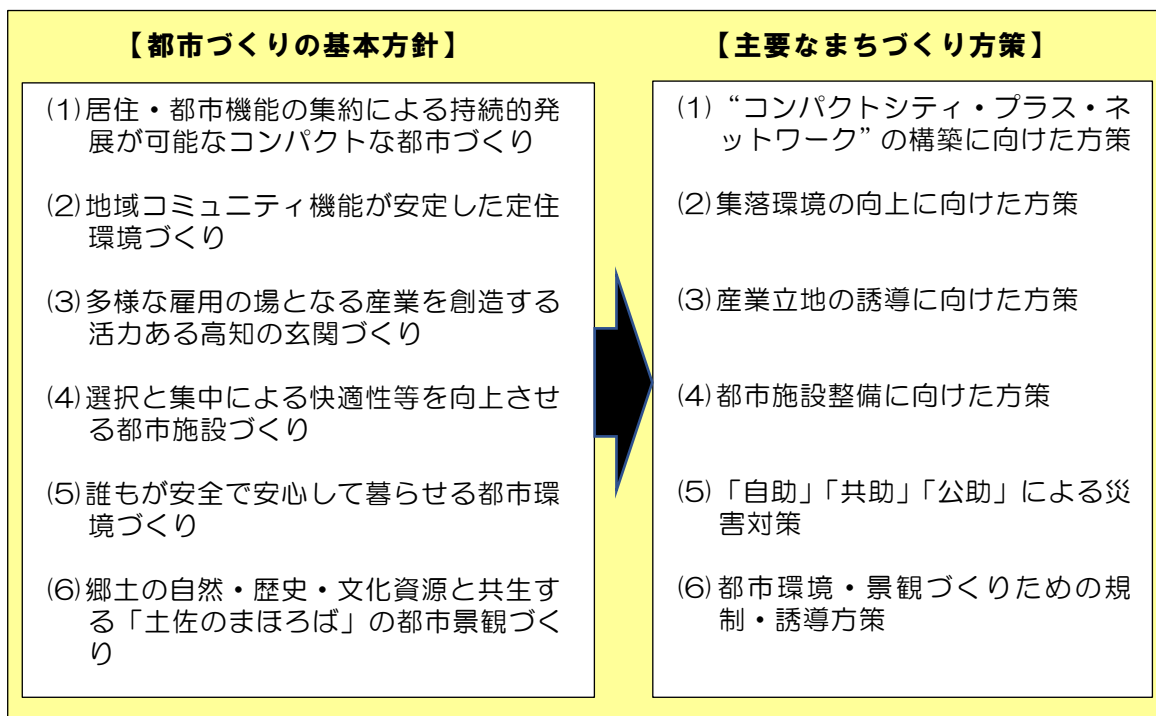 【都市づくりの基本方針】
⑴居住・都市機能の集約による持続的発
展が可能なコンパクトな都市づくり
⑵地域コミュニティ機能が安定した定住
環境づくり
⑶多様な雇用の場となる産業を創造する
活力ある高知の玄関づくり
⑷選択と集中による快適性等を向上させ
る都市施設づくり
⑸誰もが安全で安心して暮らせる都市環
境づくり
⑹郷土の自然・歴史・文化資源と共生す
る「土佐のまほろば」の都市景観づく
り
【主要なまちづくり方策】
⑴“コンパクトシティ・プラス・ネ
ットワーク”の構築に向けた方策
⑵集落環境の向上に向けた方策
⑶産業立地の誘導に向けた方策
⑷都市施設整備に向けた方策
⑸「自助」「共助」「公助」による災
害対策
⑹都市環境・景観づくりための規
制・誘導方策